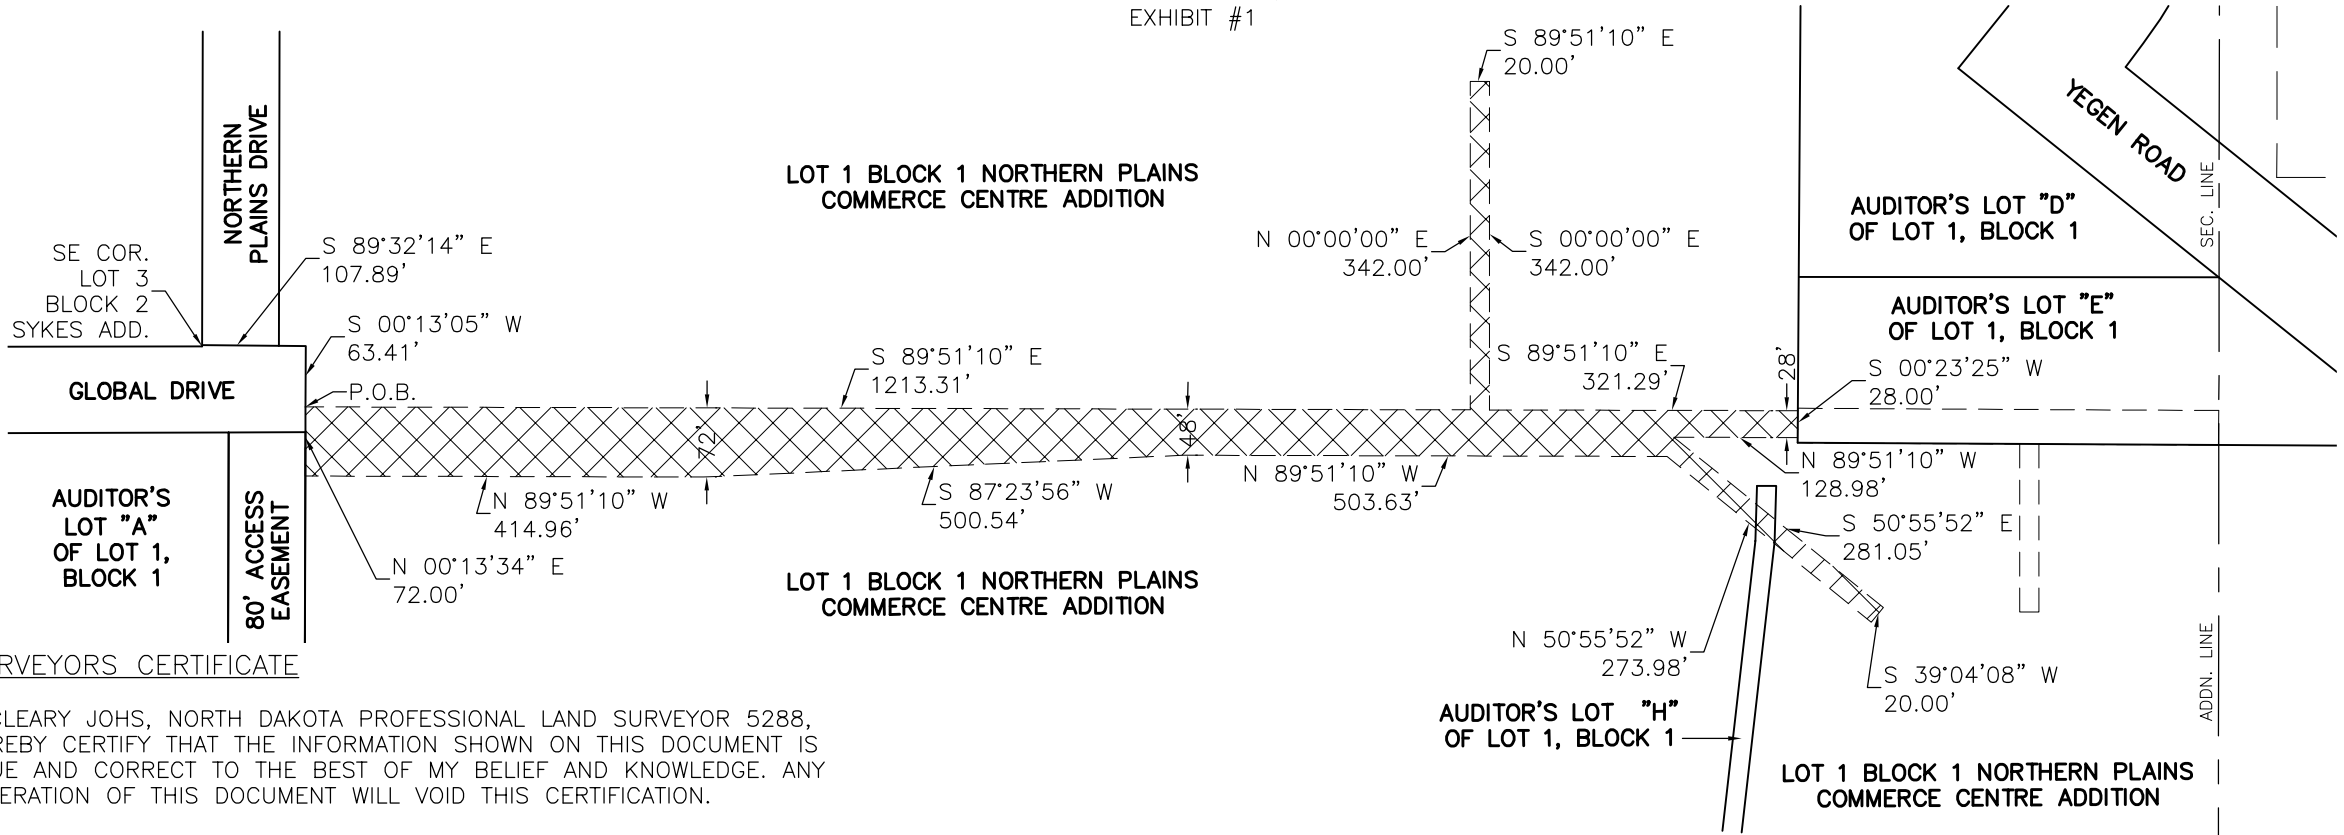 EXHIBIT #1
S 89°51'10" E
20.00'
NORTHERN
PLAINS DRIVE
YEGEN ROAD
SEC. LINE
LOT 1 BLOCK 1 NORTHERN PLAINS
COMMERCE CENTRE ADDITION
AUDITOR'S LOT "D"
OF LOT 1, BLOCK 1
SE COR.
LOT 3
BLOCK 2
SYKES ADD.
S 89°32'14" E
107.89'
N 00°00'00" E
342.00'
S 00°00'00" E
342.00'
AUDITOR'S LOT "E"
OF LOT 1, BLOCK 1
S 00°13'05" W
63.41'
S 89°51'10" E
1213.31'
S 89°51'10" E
321.29'
28'
S 00°23'25" W
28.00'
GLOBAL DRIVE
P.O.B.
72'
48'
AUDITOR'S
LOT "A"
OF LOT 1,
BLOCK 1
80' ACCESS
EASEMENT
N 89°51'10" W
414.96'
S 87°23'56" W
500.54'
N 89°51'10" W
503.63'
N 89°51'10" W
128.98'
S 50°55'52" E
281.05'
N 00°13'34" E
72.00'
LOT 1 BLOCK 1 NORTHERN PLAINS
COMMERCE CENTRE ADDITION
N 50°55'52" W
273.98'
S 39°04'08" W
20.00'
ADDN. LINE
AUDITOR'S LOT "H"
OF LOT 1, BLOCK 1
LOT 1 BLOCK 1 NORTHERN PLAINS
COMMERCE CENTRE ADDITION
RVEYORS CERTIFICATE
CLEARY JOHS, NORTH DAKOTA PROFESSIONAL LAND SURVEYOR 5288,
REBY CERTIFY THAT THE INFORMATION SHOWN ON THIS DOCUMENT IS
UE AND CORRECT TO THE BEST OF MY BELIEF AND KNOWLEDGE. ANY
ERATION OF THIS DOCUMENT WILL VOID THIS CERTIFICATION.